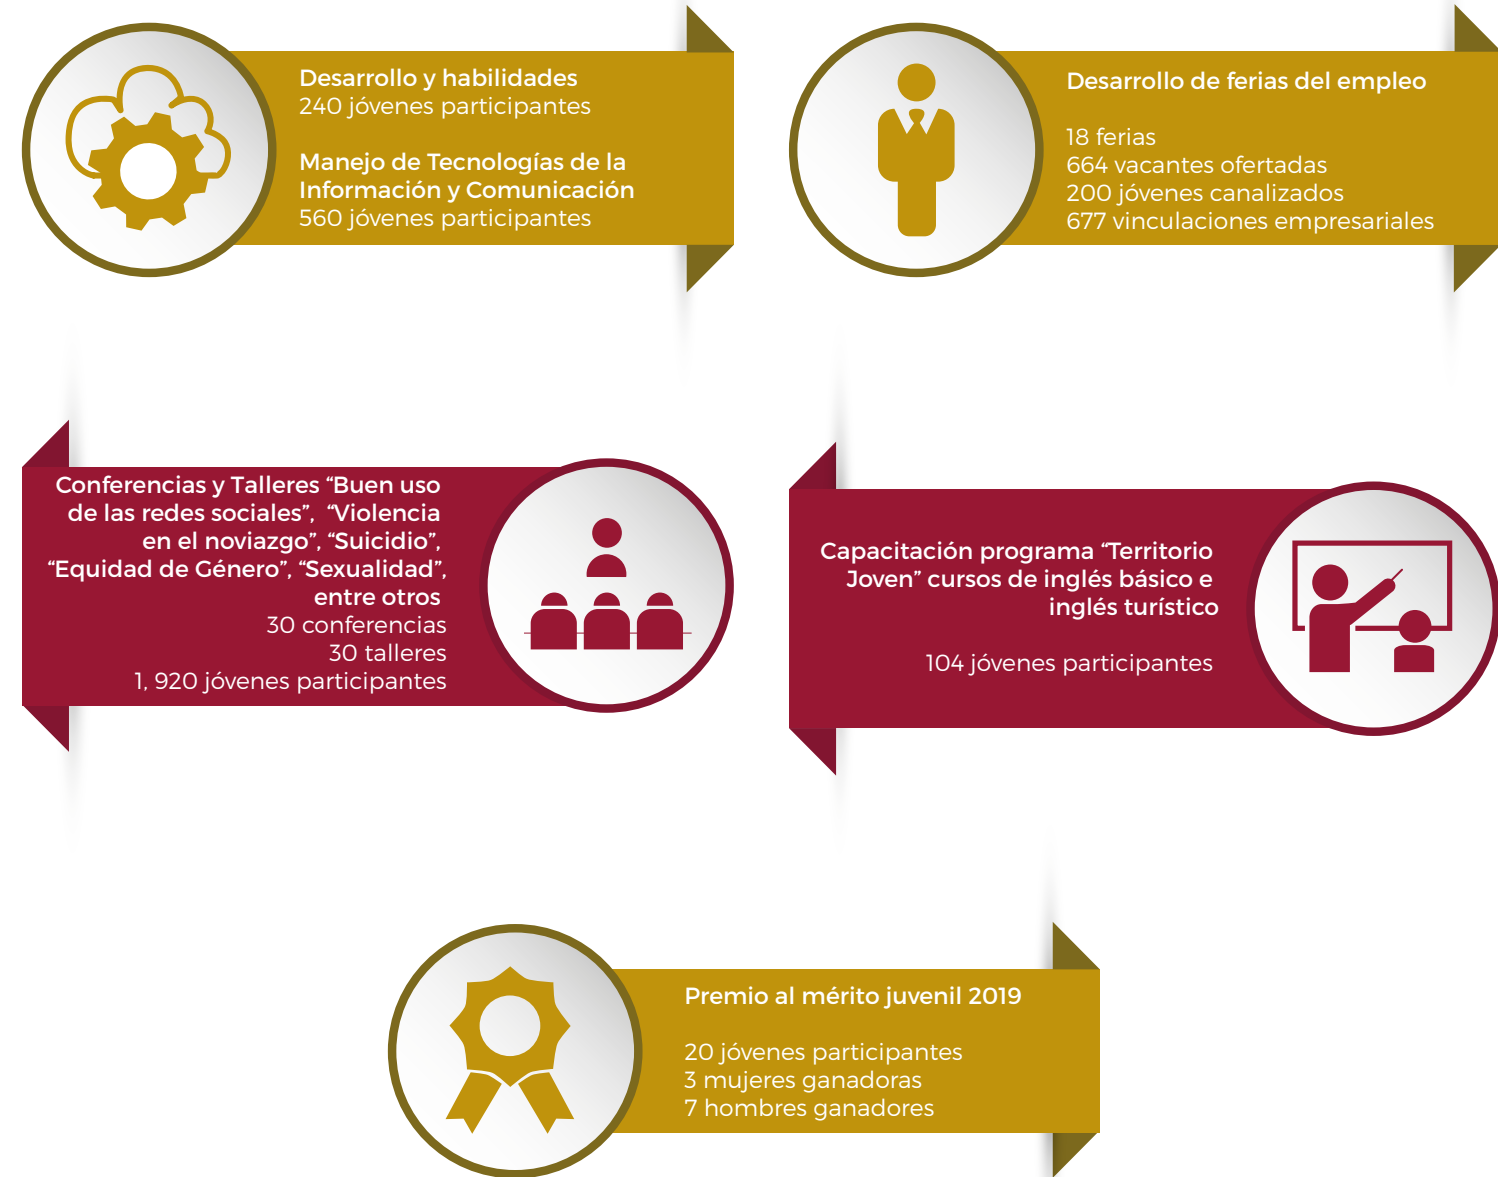 Desarrollo y habilidades
240 jóvenes participantes
Manejo de Tecnologías de la
Información y Comunicación
560 jóvenes participantes
Desarrollo de ferias del empleo
18 ferias
664 vacantes ofertadas
200 jóvenes canalizados
677 vinculaciones empresariales
Conferencias y Talleres “Buen uso
de las redes sociales”, “Violencia
en el noviazgo”, “Suicidio”,
“Equidad de Género”, “Sexualidad”,
entre otros
30 conferencias
30 talleres
1, 920 jóvenes participantes
Capacitación programa “Territorio
Joven” cursos de inglés básico e
inglés turístico
104 jóvenes participantes
Premio al mérito juvenil 2019
20 jóvenes participantes
3 mujeres ganadoras
7 hombres ganadores